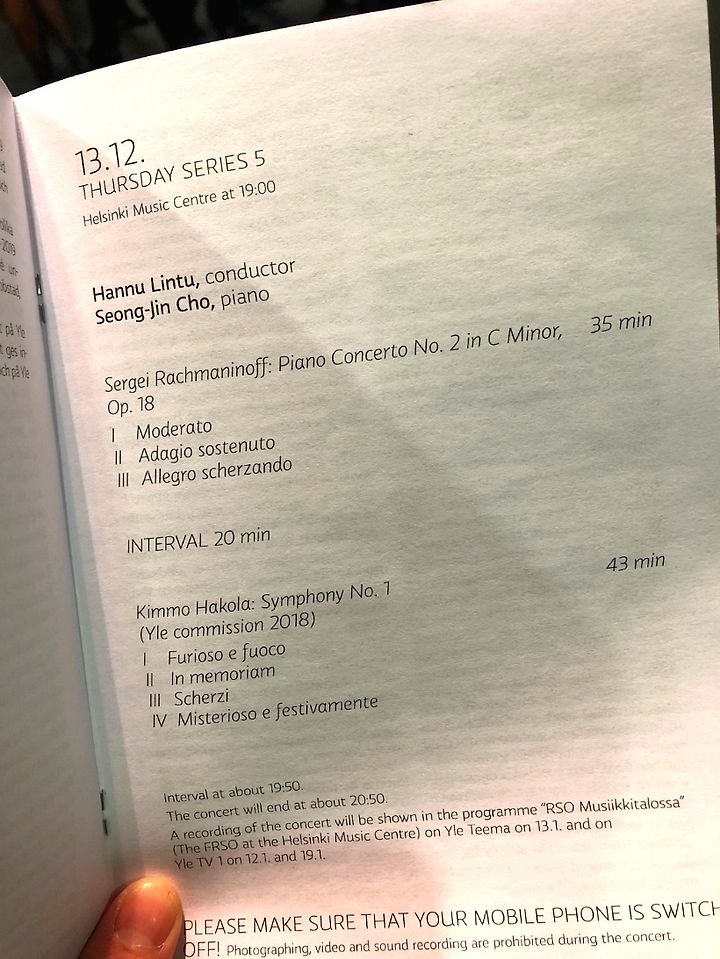 13.12.
THURSDAY SERIES 5
Helsinki Music Centre at 19:00
Hannu Lintu, conductor
Seong-Jin Cho, piano
Sergei Rachmaninoff: Piano Concerto No. 2 in C Minor, 35 min
Op. 18
I Moderato
II Adagio sostenuto
III Allegro scherzando
INTERVAL 20 min
43 min
Kimmo Hakola: Symphony No. 1
(Yle commission 2018)
I Furioso e fuoco
II In memoriam
III Scherzi
IV Misterioso e festivamente
Interval at about 19:50.
The concert will end at about 20:50.
A recording of the concert will be shown in the programme “RSO Musiikkitalossa”
(The FRSO at the Helsinki Music Centre) on Yle Teema on 13.1. and on
Yle TV 1 on 12.1. and 19.1.
PLEASE MAKE SURE THAT YOUR MOBILE PHONE IS SWITCH
OFF! Photographing, video and sound recording are prohibited during the concert.